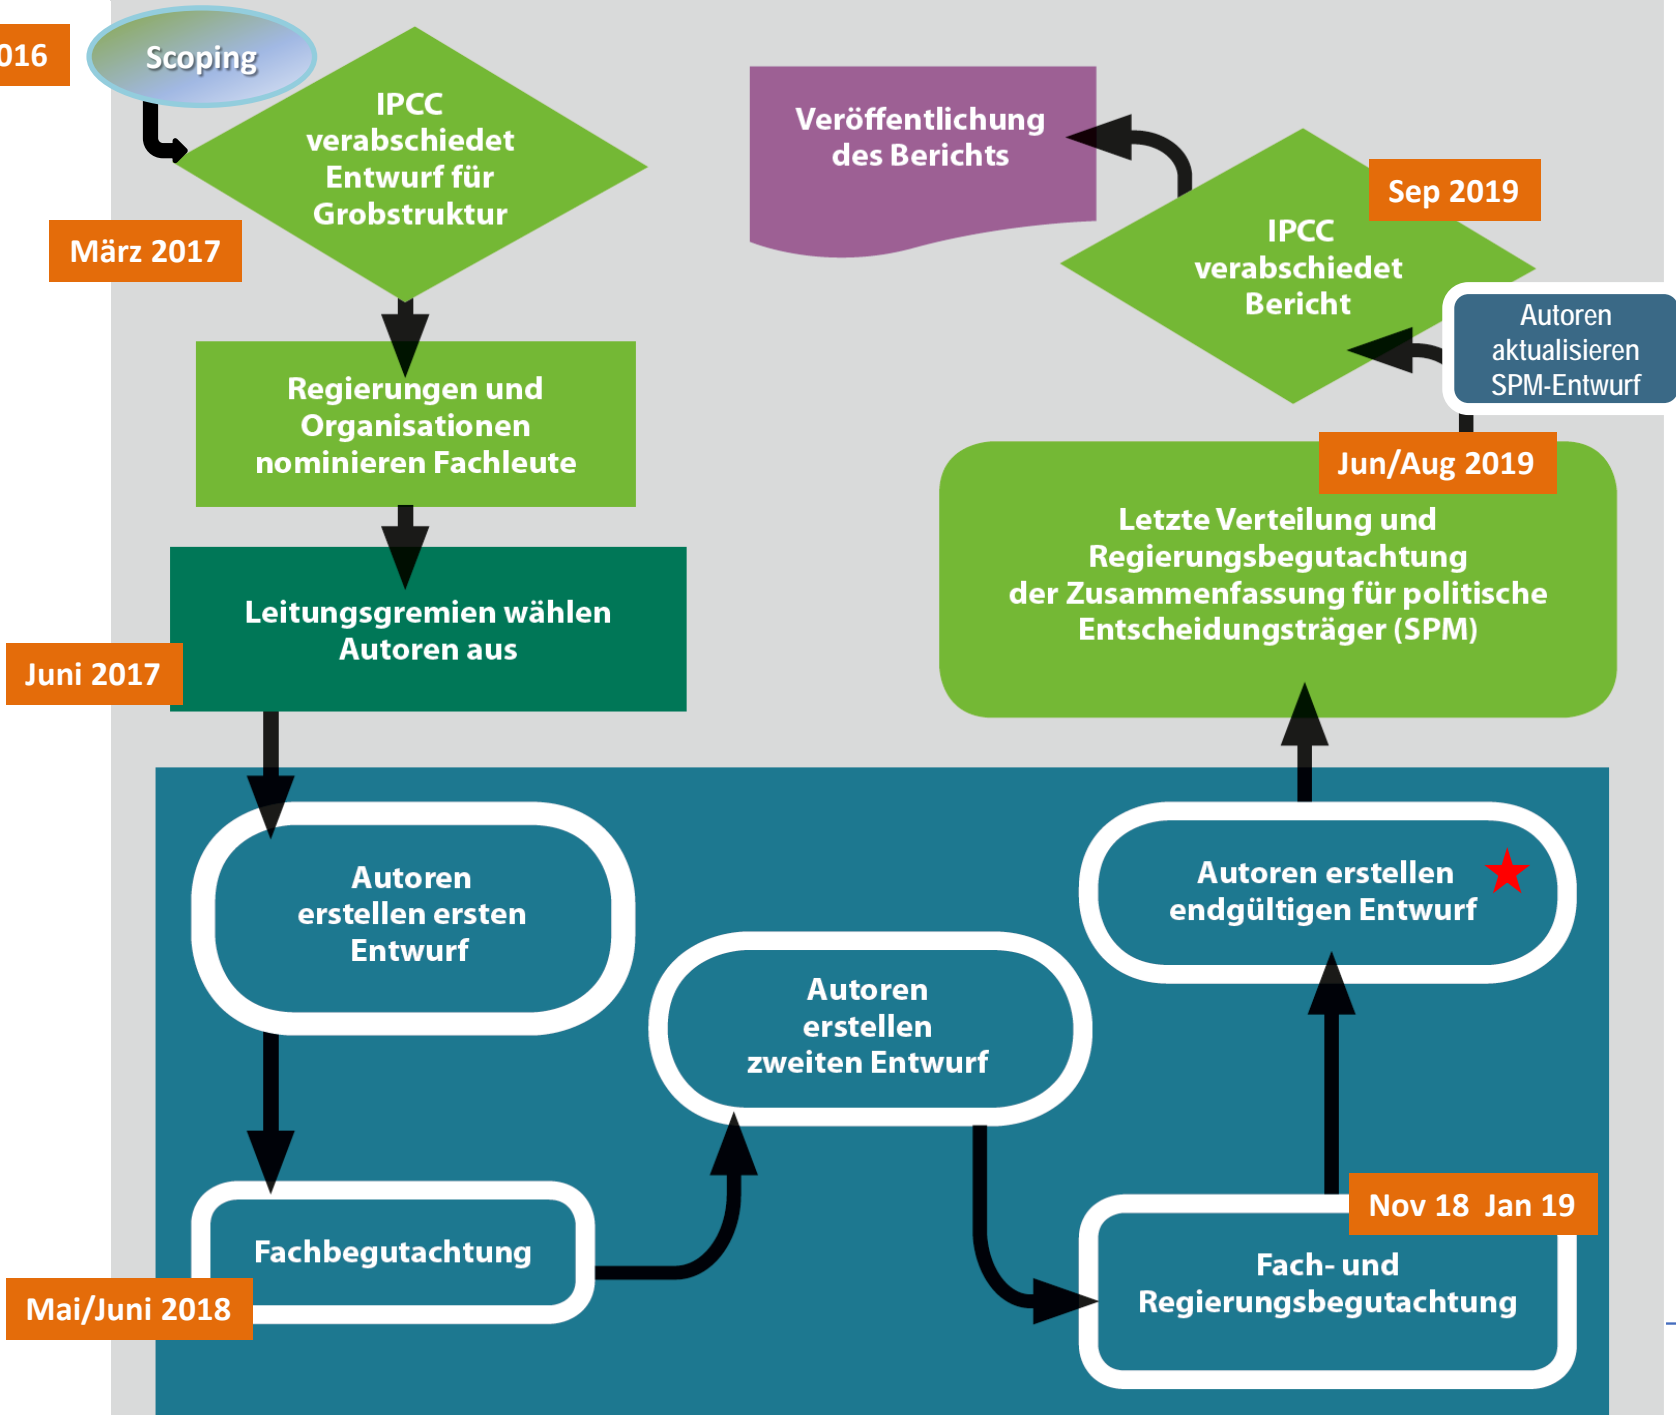 016
Scoping
IPCC
verabschiedet
Entwurf für
Grobstruktur
März 2017
Regierungen und
Organisationen
nominieren Fachleute
Leitungsgremien wählen
Autoren aus
Juni 2017
Autoren
erstellen ersten
Entwurf
Fachbegutachtung
Mai/Juni 2018
Autoren
erstellen
zweiten Entwurf
Nov 18  Jan 19
Fach- und
Regierungsbegutachtung
Autoren erstellen
endgültigen Entwurf
Jun/Aug 2019
Letzte Verteilung und
Regierungsbegutachtung
der Zusammenfassung für politische
Entscheidungsträger (SPM)
Autoren
aktualisieren
SPM-Entwurf
Sep 2019
IPCC
verabschiedet
Bericht
Veröffentlichung
des Berichts